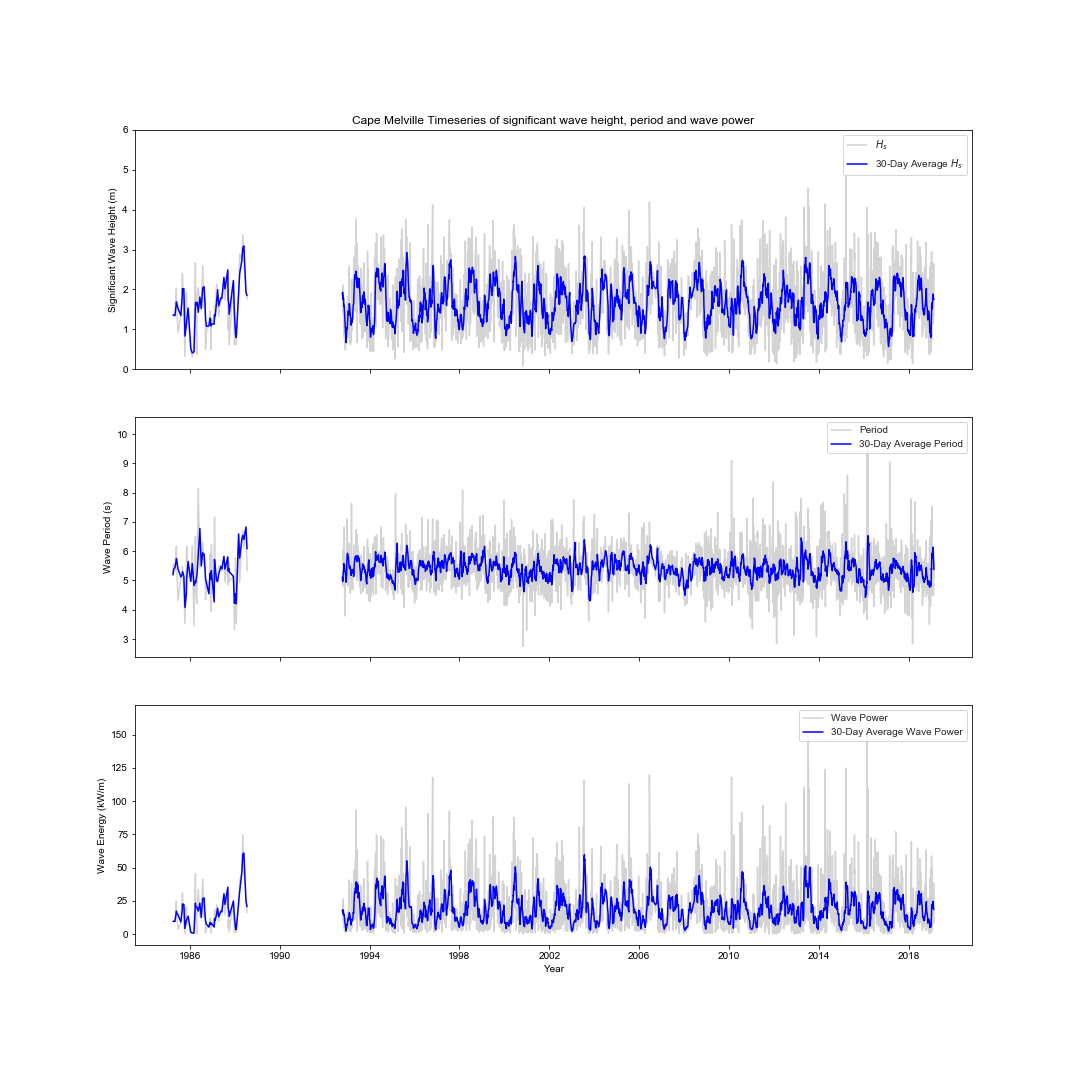 Cape Melville Timeseries of significant wave height, period and wave power
6
5
4
3
2
1
0
Significant Wave Height (m)
Hs
30-Day Average Hs
10
9
8
7
6
5
4
3
Wave Period (s)
Period
30-Day Average Period
150
125
100
75
50
25
0
Wave Energy (kW/m)
Wave Power
30-Day Average Wave Power
1986 1990 1994 1998 2002 2006 2010 2014 2018
Year